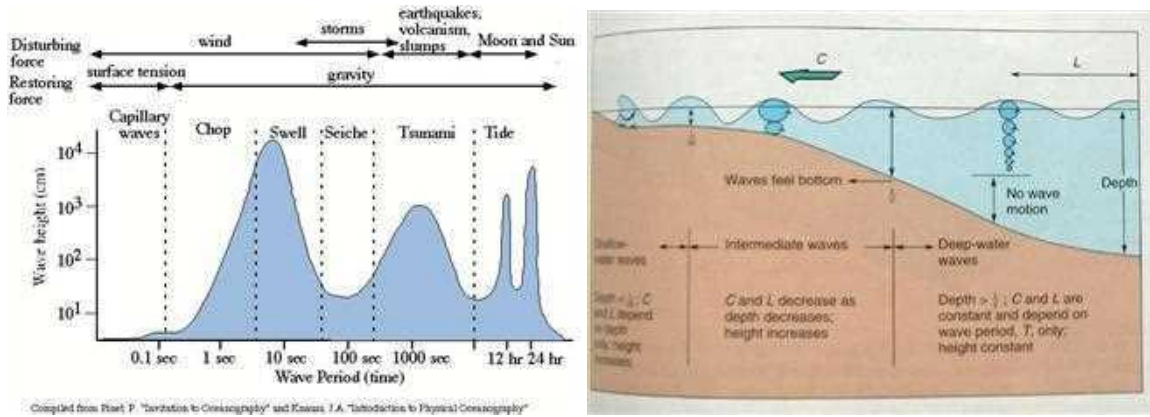 earthquakes,
volcanism,
storms
slumps
Moon and Sun
Disturbing
force
wind
Restoring
force
surface tension
gravity
Capillary
waves
Chop
Swell
Seiche
Tsunami
Tide
10⁴
10³
10²
10¹
Wave height (cm)
0.1 sec
1 sec
10 sec
100 sec
1000 sec
12 hr
24 hr
Wave Period (time)
Compiled from Pinet, P. "Invitation to Oceanography" and Knauss, J.A. "Introduction to Physical Oceanography"
C
L
Waves feel bottom
No wave
motion
Depth
Intermediate waves
Deep-water
waves
C and L decrease as
depth decreases;
height increases
constant and depend on
wave period, T, only;
height constant